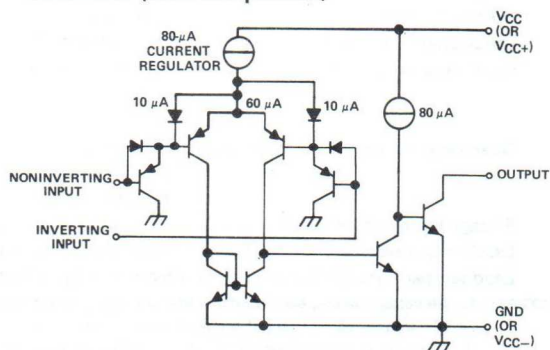 80-μA
CURRENT
REGULATOR
VCC
(OR
VCC+)
10 μA
60 μA
10 μA
80 μA
NONINVERTING
INPUT
OUTPUT
INVERTING
INPUT
GND
(OR
VCC−)